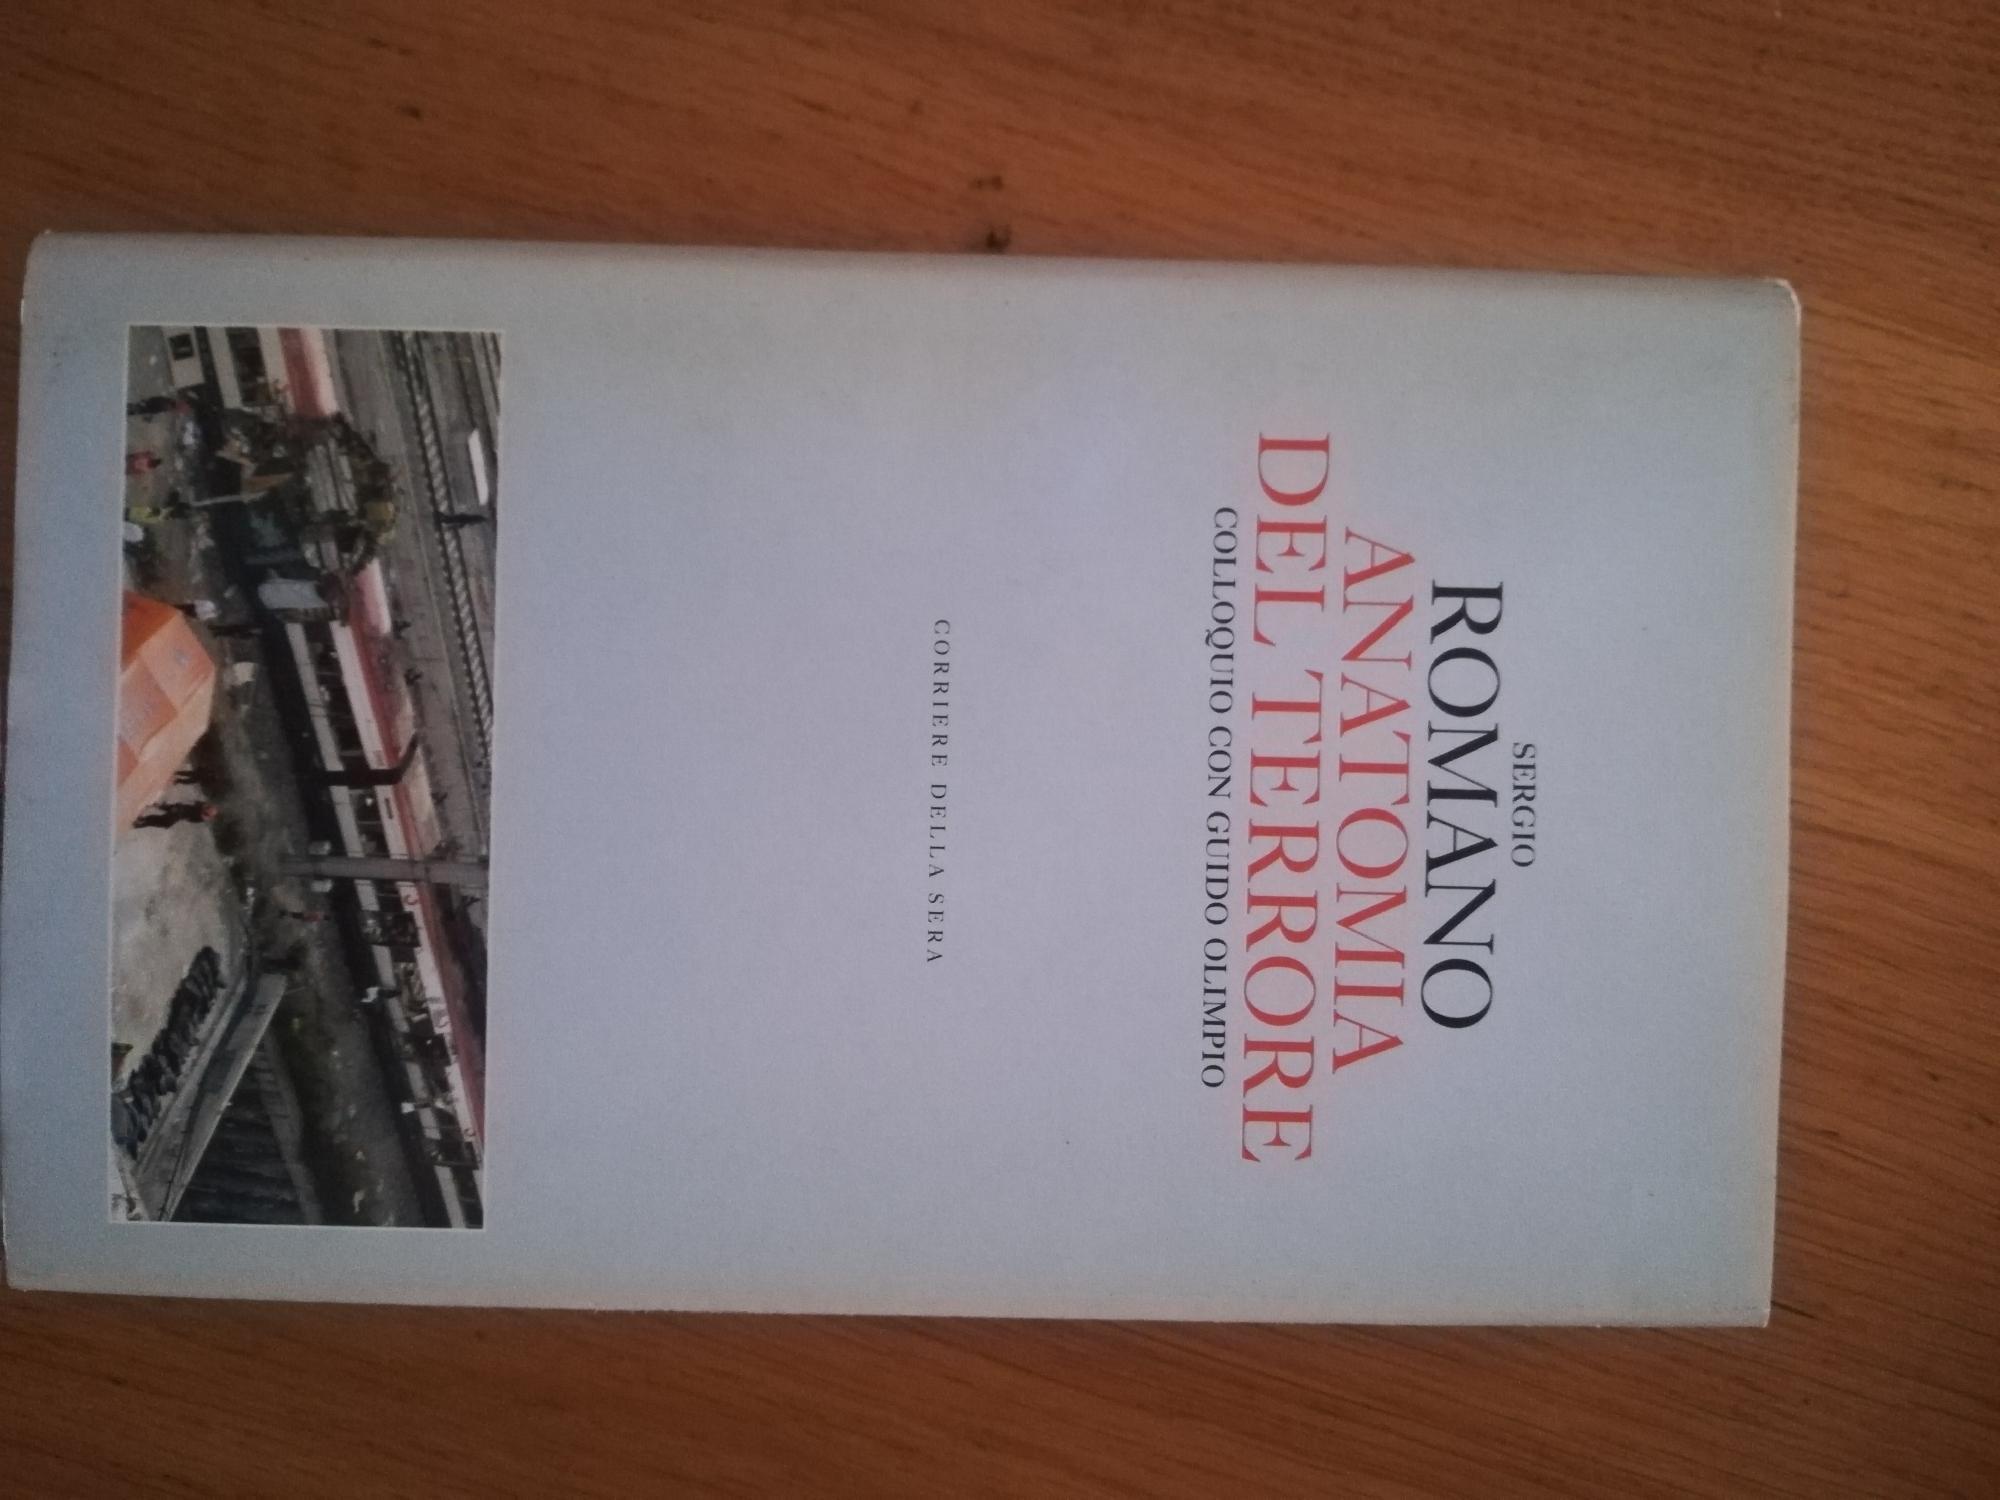 SERGIO
ROMANO
ANATOMIA
DEL TERRORE
COLLOQUIO CON GUIDO OLIMPIO
CORRIERE DELLA SERA